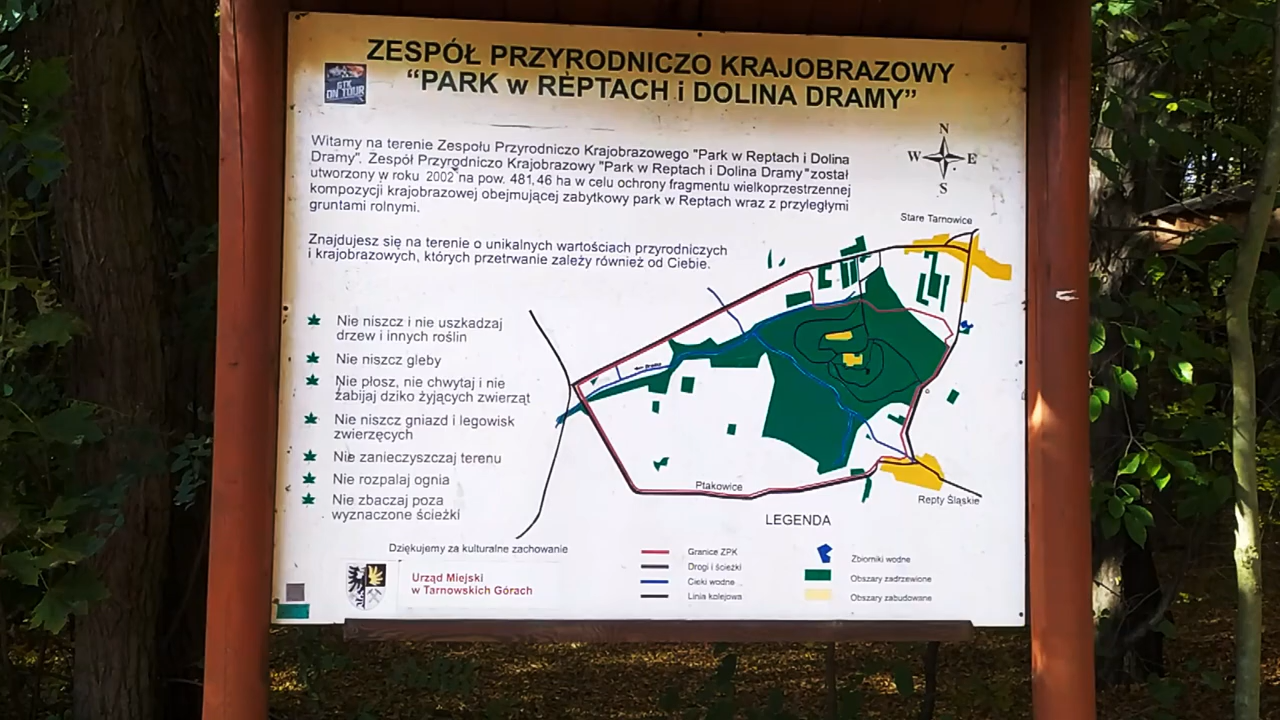 ZESPÓŁ PRZYRODNICZO KRAJOBRAZOWY
“PARK w REPTACH i DOLINA DRAMY”
ON TOUR
Witamy na terenie Zespołu Przyrodniczo Krajobrazowego "Park w Reptach i Dolina
Dramy". Zespół Przyrodniczo Krajobrazowy "Park w Reptach i Dolina Dramy" został
utworzony w roku 2002 na pow. 481,46 ha w celu ochrony fragmentu wielkoprzestrzennej
kompozycji krajobrazowej obejmującej zabytkowy park w Reptach wraz z przyległymi
gruntami rolnymi.
Znajdujesz się na terenie o unikalnych wartościach przyrodniczych
i krajobrazowych, których przetrwanie zależy również od Ciebie.
N
W E
S
Stare Tarnowice
Drama
Ptakowice
Repty Śląskie
Nie niszcz i nie uszkadzaj
drzew i innych roślin
Nie niszcz gleby
Nie płosz, nie chwytaj i nie
żabijaj dziko żyjących zwierząt
Nie niszcz gniazd i legowisk
zwierzęcych
Nie zanieczyszczaj terenu
Nie rozpalaj ognia
Nie zbaczaj poza
wyznaczone ścieżki
Dziękujemy za kulturalne zachowanie
Urząd Miejski
w Tarnowskich Górach
LEGENDA
Granice ZPK
Drogi i ścieżki
Cieki wodne
Linia kolejowa
Zbiorniki wodne
Obszary zadrzewione
Obszary zabudowane